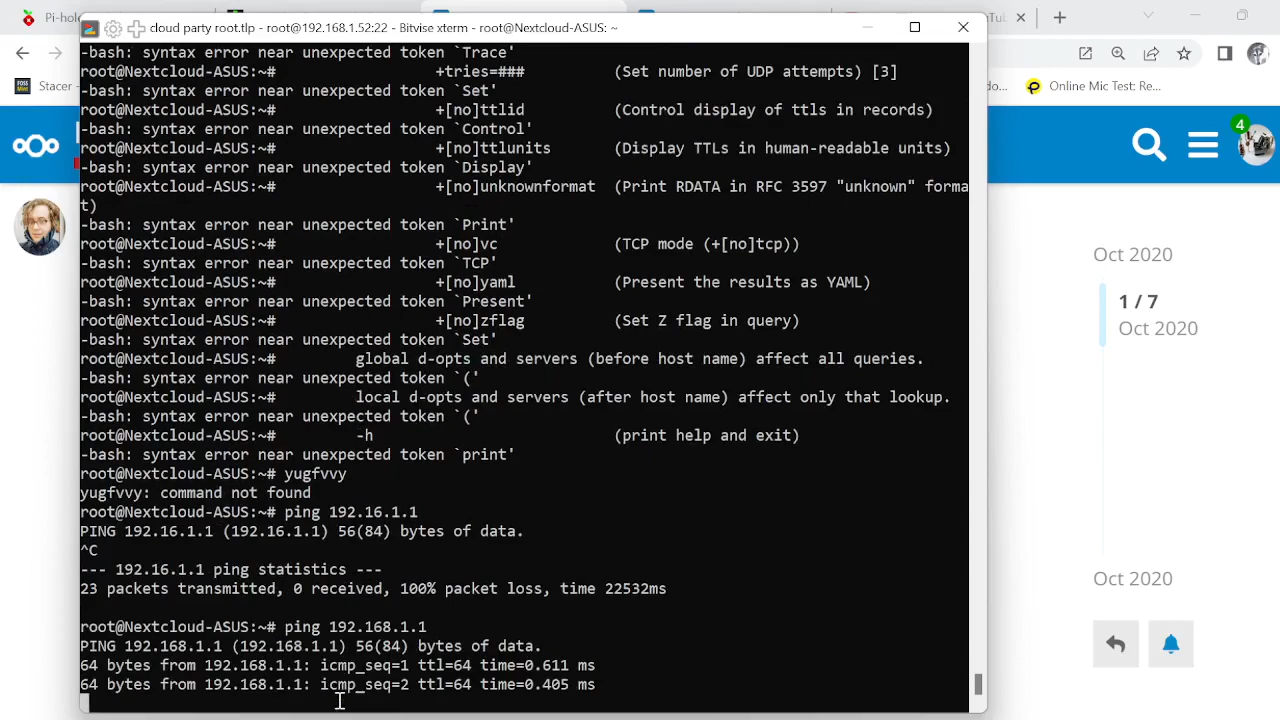 Pi-hol
cloud party root.tlp - root@192.168.1.52:22 - Bitvise xterm - root@Nextcloud-ASUS: ~
Stacer -
do...
Online Mic Test: Re...
-bash: syntax error near unexpected token `Trace'
root@Nextcloud-ASUS:~# +tries=### (Set number of UDP attempts) [3]
-bash: syntax error near unexpected token `Set'
root@Nextcloud-ASUS:~# +[no]ttlid (Control display of ttls in records)
-bash: syntax error near unexpected token `Control'
root@Nextcloud-ASUS:~# +[no]ttlunits (Display TTLs in human-readable units)
-bash: syntax error near unexpected token `Display'
root@Nextcloud-ASUS:~# +[no]unknownformat (Print RDATA in RFC 3597 "unknown" forma
t)
-bash: syntax error near unexpected token `Print'
root@Nextcloud-ASUS:~# +[no]vc (TCP mode (+[no]tcp))
-bash: syntax error near unexpected token `TCP'
root@Nextcloud-ASUS:~# +[no]yaml (Present the results as YAML)
-bash: syntax error near unexpected token `Present'
root@Nextcloud-ASUS:~# +[no]zflag (Set Z flag in query)
-bash: syntax error near unexpected token `Set'
root@Nextcloud-ASUS:~# global d-opts and servers (before host name) affect all queries.
-bash: syntax error near unexpected token `('
root@Nextcloud-ASUS:~# local d-opts and servers (after host name) affect only that lookup.
-bash: syntax error near unexpected token `('
root@Nextcloud-ASUS:~# -h (print help and exit)
-bash: syntax error near unexpected token `print'
root@Nextcloud-ASUS:~# yugfvvy
yugfvvy: command not found
root@Nextcloud-ASUS:~# ping 192.16.1.1
PING 192.16.1.1 (192.16.1.1) 56(84) bytes of data.
^C
--- 192.16.1.1 ping statistics ---
23 packets transmitted, 0 received, 100% packet loss, time 22532ms
root@Nextcloud-ASUS:~# ping 192.168.1.1
PING 192.168.1.1 (192.168.1.1) 56(84) bytes of data.
64 bytes from 192.168.1.1: icmp_seq=1 ttl=64 time=0.611 ms
64 bytes from 192.168.1.1: icmp_seq=2 ttl=64 time=0.405 ms
4
Oct 2020
1 / 7
Oct 2020
Oct 2020